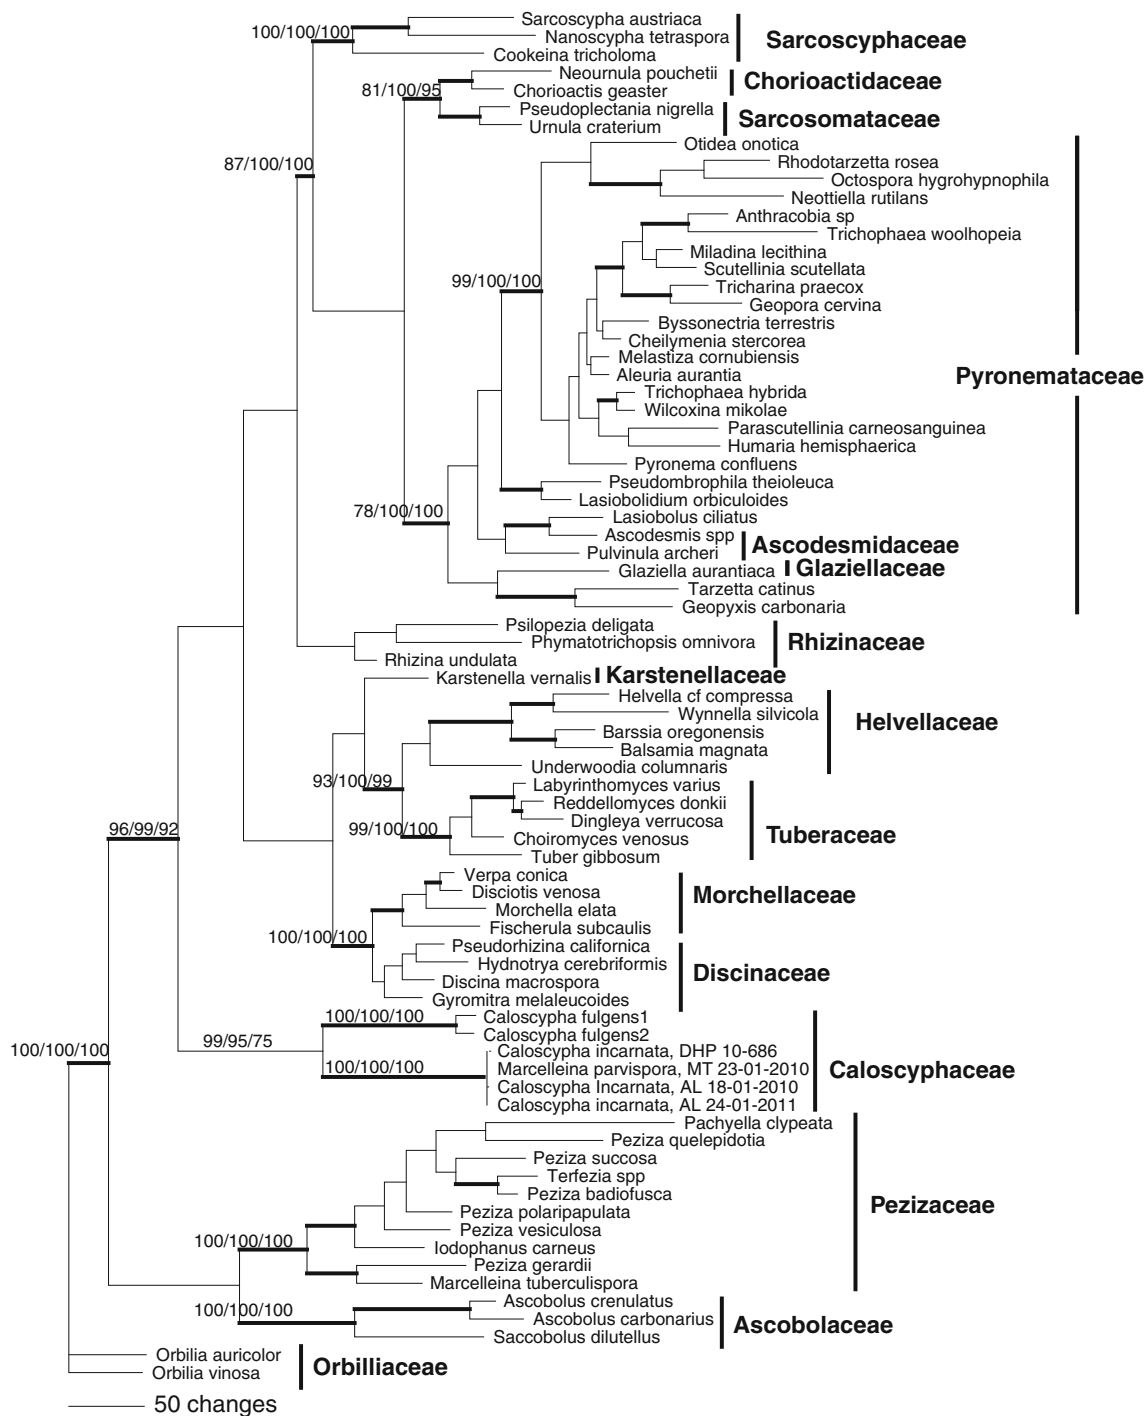 Sarcoscypha austriaca
100/100/100
Nanoscypha tetraspora
Sarcoscyphaceae
Cookeina tricholoma
Neournula pouchetii
Chorioactidaceae
81/100/95
Chorioactis geaster
Pseudoplectania nigrella
Sarcosomataceae
Urnula craterium
Otidea onotica
87/100/100
Rhodotarzetta rosea
Octospora hygrohypnophila
Neottiella rutilans
Anthracobia sp
Trichophaea woolhopeia
Miladina lecithina
Scutellinia scutellata
99/100/100
Tricharina praecox
Geopora cervina
Byssonectria terrestris
Cheilymenia stercorea
Melastiza cornubiensis
Aleuria aurantia
Pyronemataceae
Trichophaea hybrida
Wilcoxina mikolae
Parascutellinia carneosanguinea
Humaria hemisphaerica
Pyronema confluens
Pseudombrophila theioleuca
Lasiobolidium orbiculoides
78/100/100
Lasiobolus ciliatus
Ascodesmis spp
Ascodesmidaceae
Pulvinula archeri
Glaziella aurantiaca
Glaziellaceae
Tarzetta catinus
Geopyxis carbonaria
Psilopezia deligata
Phymatotrichopsis omnivora
Rhizinaceae
Rhizina undulata
Karstenella vernalis
Karstenellaceae
Helvella cf compressa
Wynnella silvicola
Helvellaceae
Barssia oregonensis
Balsamia magnata
Underwoodia columnaris
93/100/99
Labyrinthomyces varius
Reddellomyces donkii
96/99/92
99/100/100
Dingleya verrucosa
Tuberaceae
Choiromyces venosus
Tuber gibbosum
Verpa conica
Disciotis venosa
Morchellaceae
Morchella elata
Fischerula subcaulis
100/100/100
Pseudorhizina californica
Hydnotrya cerebriformis
Discinaceae
Discina macrospora
Gyromitra melaleucoides
100/100/100
Caloscypha fulgens1
Caloscypha fulgens2
99/95/75
100/100/100
Caloscypha incarnata, DHP 10-686
100/100/100
Marcelleina parvispora, MT 23-01-2010
Caloscyphaceae
Caloscypha Incarnata, AL 18-01-2010
Caloscypha incarnata, AL 24-01-2011
Pachyella clypeata
Peziza quelepidotia
Peziza succosa
Terfezia spp
Peziza badiofusca
Pezizaceae
Peziza polaripapulata
Peziza vesiculosa
100/100/100
Iodophanus carneus
Peziza gerardii
Marcelleina tuberculispora
100/100/100
Ascobolus crenulatus
Ascobolus carbonarius
Ascobolaceae
Saccobolus dilutellus
Orbilia auricolor
Orbilliaceae
Orbilia vinosa
50 changes